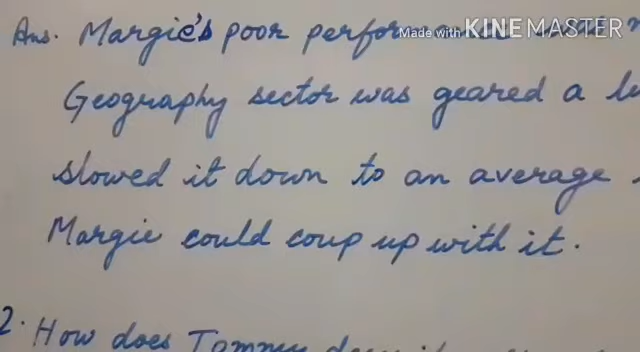 Made with KINEMASTER
Ans. Margie's poor performance
Geography sector was geared a
slowed it down to an average
Margie could coup up with it.
2. How does Tommy